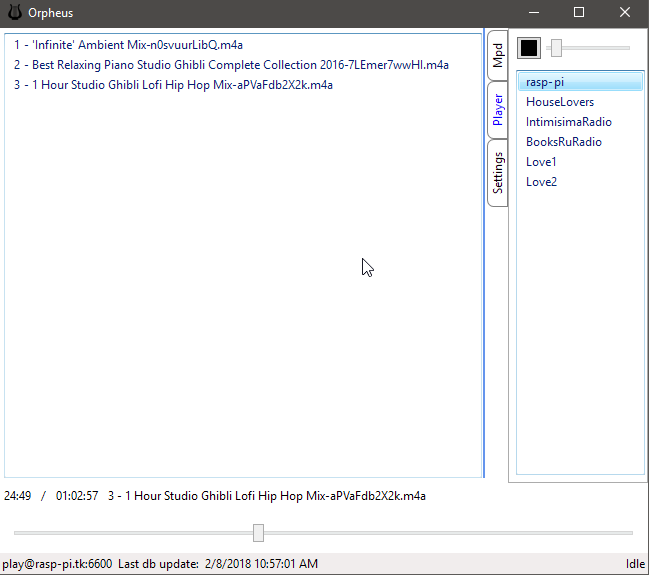 Orpheus
1 - 'Infinite' Ambient Mix-n0svuurLibQ.m4a
2 - Best Relaxing Piano Studio Ghibli Complete Collection 2016-7LEmer7wwHI.m4a
3 - 1 Hour Studio Ghibli Lofi Hip Hop Mix-aPVaFdb2X2k.m4a
Mpd
Player
Settings
rasp-pi
HouseLovers
IntimisimaRadio
BooksRuRadio
Love1
Love2
24:49 / 01:02:57 3 - 1 Hour Studio Ghibli Lofi Hip Hop Mix-aPVaFdb2X2k.m4a
play@rasp-pi.tk:6600 Last db update: 2/8/2018 10:57:01 AM Idle